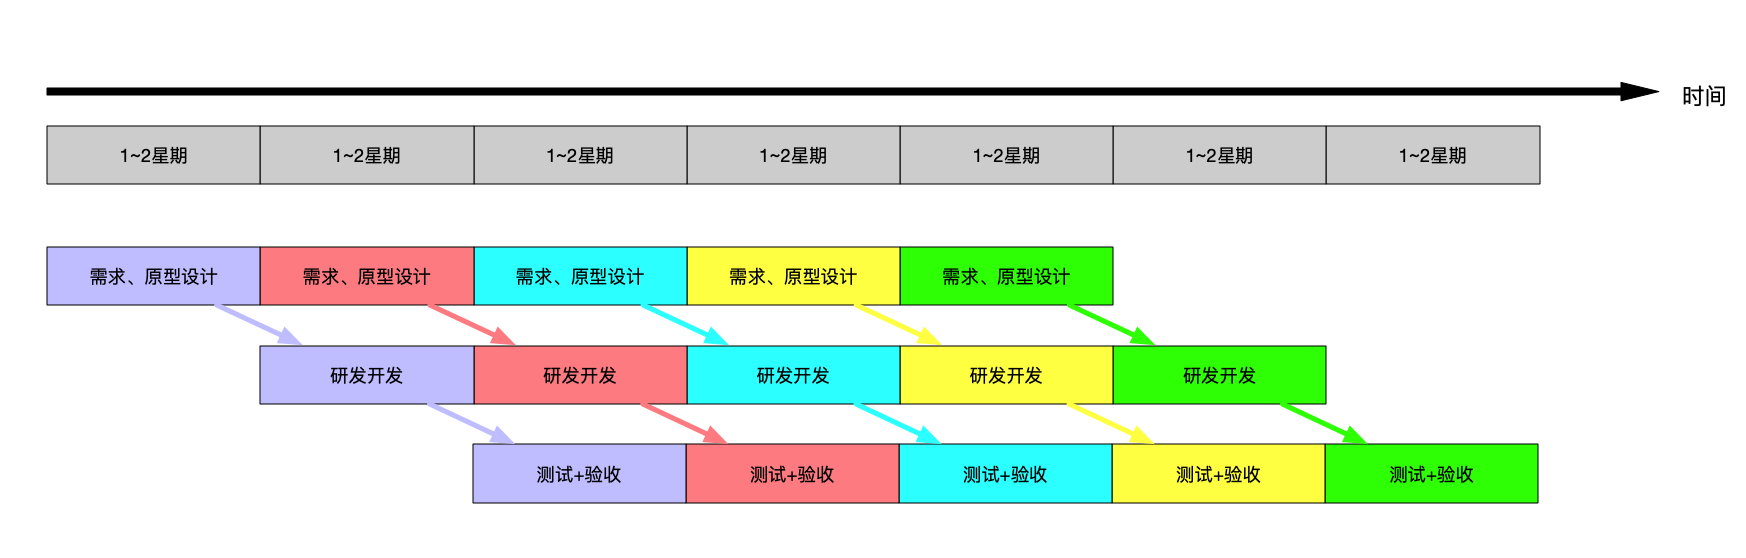 时间
1~2星期 1~2星期 1~2星期 1~2星期 1~2星期 1~2星期 1~2星期
需求、原型设计 需求、原型设计 需求、原型设计 需求、原型设计 需求、原型设计
研发开发 研发开发 研发开发 研发开发 研发开发
测试+验收 测试+验收 测试+验收 测试+验收 测试+验收